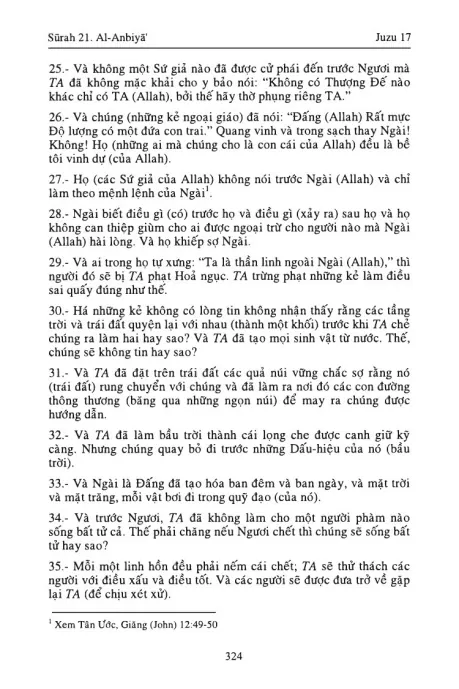 Sūrah 21. Al-Anbiyā' Juzu 17
25.- Và không một Sứ giả nào đã được cử phái đến trước Ngươi mà
TA đã không mặc khải cho y bảo nói: “Không có Thượng Đế nào
khác chỉ có TA (Allah), bởi thế hãy thờ phụng riêng TA.”
26.- Và chúng (những kẻ ngoại giáo) đã nói: “Đấng (Allah) Rất mực
Độ lượng có một đứa con trai.” Quang vinh và trong sạch thay Ngài!
Không! Họ (những ai mà chúng cho là con cái của Allah) đều là bề
tôi vinh dự (của Allah).
27.- Họ (các Sứ giả của Allah) không nói trước Ngài (Allah) và chỉ
làm theo mệnh lệnh của Ngài¹.
28.- Ngài biết điều gì (có) trước họ và điều gì (xảy ra) sau họ và họ
không can thiệp giùm cho ai được ngoại trừ cho người nào mà Ngài
(Allah) hài lòng. Và họ khiếp sợ Ngài.
29.- Và ai trong họ tự xưng: “Ta là thần linh ngoài Ngài (Allah),” thì
người đó sẽ bị TA phạt Hoả ngục. TA trừng phạt những kẻ làm điều
sai quấy đúng như thế.
30.- Há những kẻ không có lòng tin không nhận thấy rằng các tầng
trời và trái đất quyện lại với nhau (thành một khối) trước khi TA chẻ
chúng ra làm hai hay sao? Và TA đã tạo mọi sinh vật từ nước. Thế,
chúng sẽ không tin hay sao?
31.- Và TA đã đặt trên trái đất các quả núi vững chắc sợ rằng nó
(trái đất) rung chuyển với chúng và đã làm ra nơi đó các con đường
thông thương (băng qua những ngọn núi) để may ra chúng được
hướng dẫn.
32.- Và TA đã làm bầu trời thành cái lọng che được canh giữ kỹ
càng. Nhưng chúng quay bỏ đi trước những Dấu-hiệu của nó (bầu
trời).
33.- Và Ngài là Đấng đã tạo hóa ban đêm và ban ngày, và mặt trời
và mặt trăng, mỗi vật bơi đi trong quỹ đạo (của nó).
34.- Và trước Ngươi, TA đã không làm cho một người phàm nào
sống bất tử cả. Thế phải chăng nếu Ngươi chết thì chúng sẽ sống bất
tử hay sao?
35.- Mỗi một linh hồn đều phải nếm cái chết; TA sẽ thử thách các
người với điều xấu và điều tốt. Và các người sẽ được đưa trở về gặp
lại TA (để chịu xét xử).
¹ Xem Tân Ước, Giăng (John) 12:49-50
324